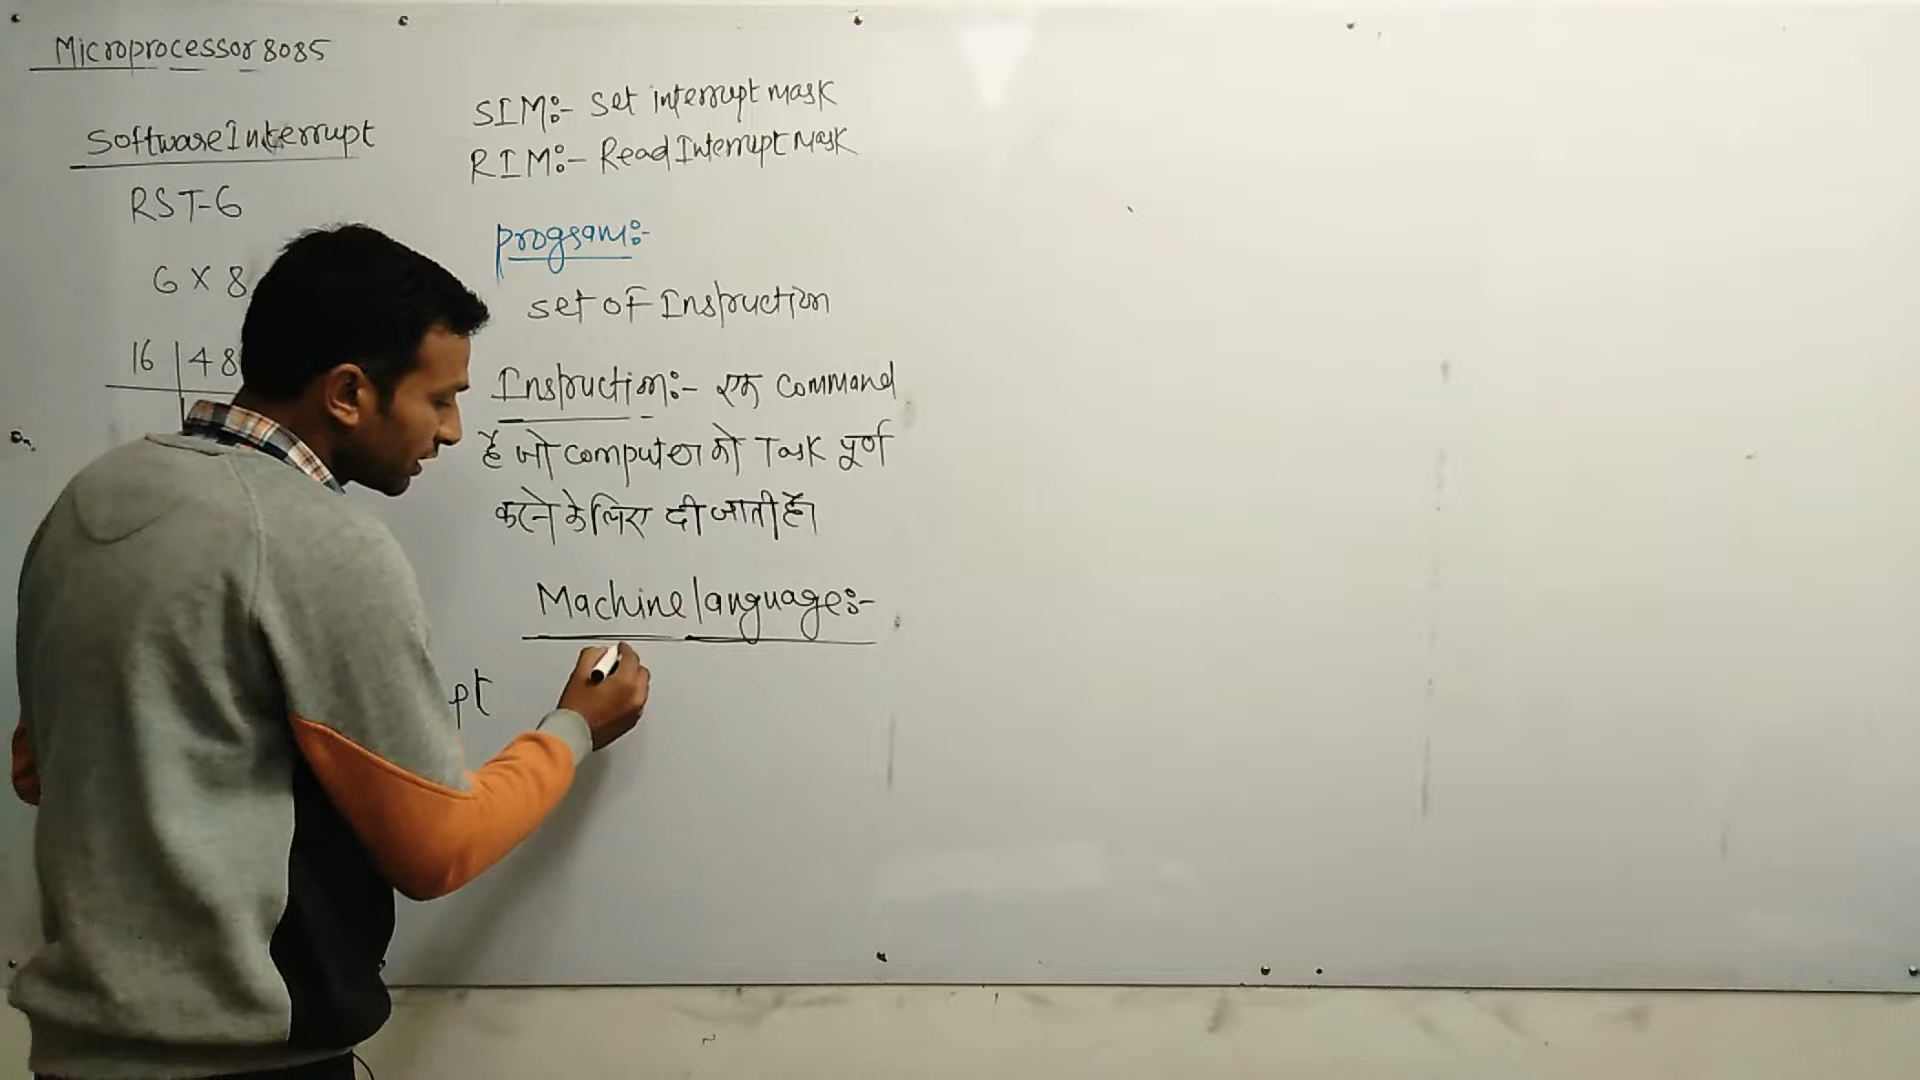 Microprocessor 8085
Software Interrupt
RST-6
6 X 8
16 48
pt
SIM:- Set interrupt mask
RIM:- Read Interrupt Mask
program:-
set of Instruction
Instruction:- एक command
है जो computer को Task पूर्ण
करने के लिए दी जाती है।
Machine language:-